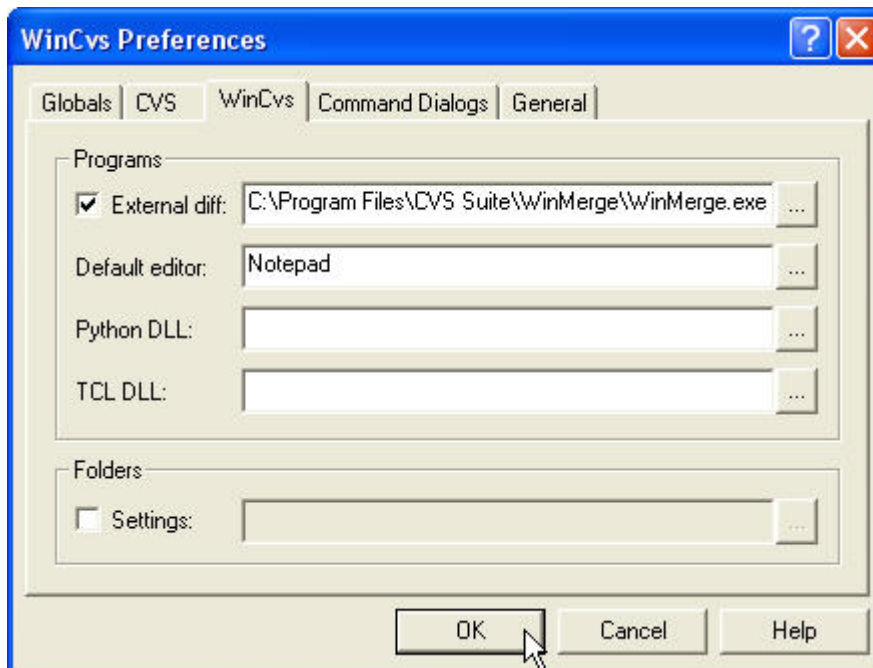 WinCvs Preferences
Globals CVS WinCvs Command Dialogs General
Programs
External diff: C:\Program Files\CVS Suite\WinMerge\WinMerge.exe ...
Default editor: Notepad ...
Python DLL: ...
TCL DLL: ...
Folders
Settings: ...
OK Cancel Help